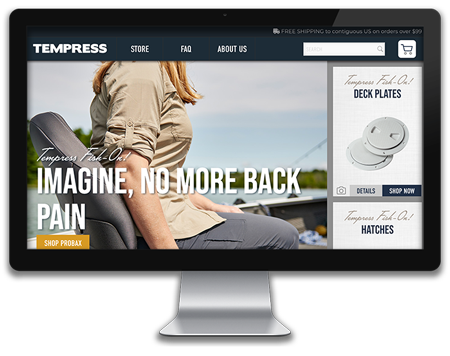 FREE SHIPPING to contiguous US on orders over $99
TEMPRESS
STORE
FAQ
ABOUT US
Tempress Fish-On!
IMAGINE, NO MORE BACK
PAIN
SHOP PROBAX
Tempress Fish-On!
DECK PLATES
DETAILS
SHOP NOW
Tempress Fish-On!
HATCHES